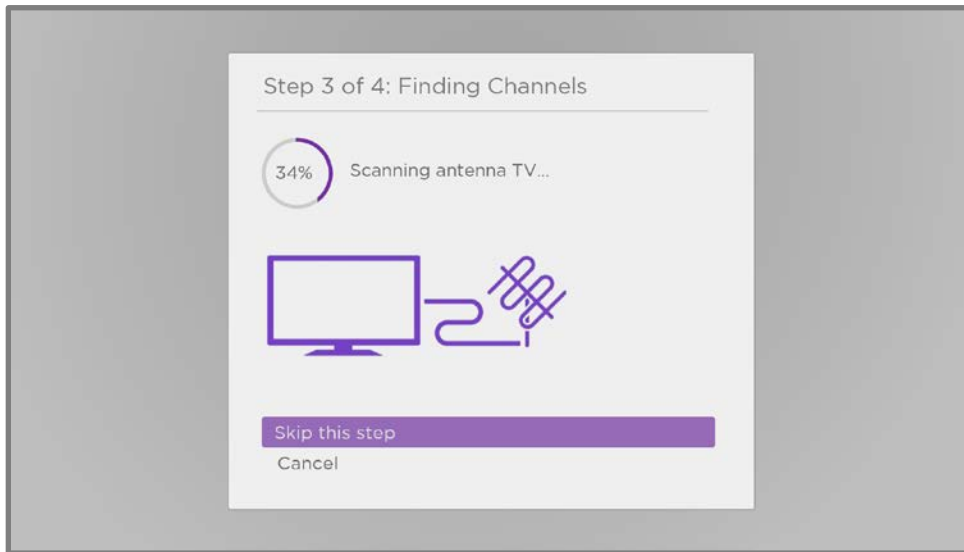 Step 3 of 4: Finding Channels
34%
Scanning antenna TV...
Skip this step
Cancel